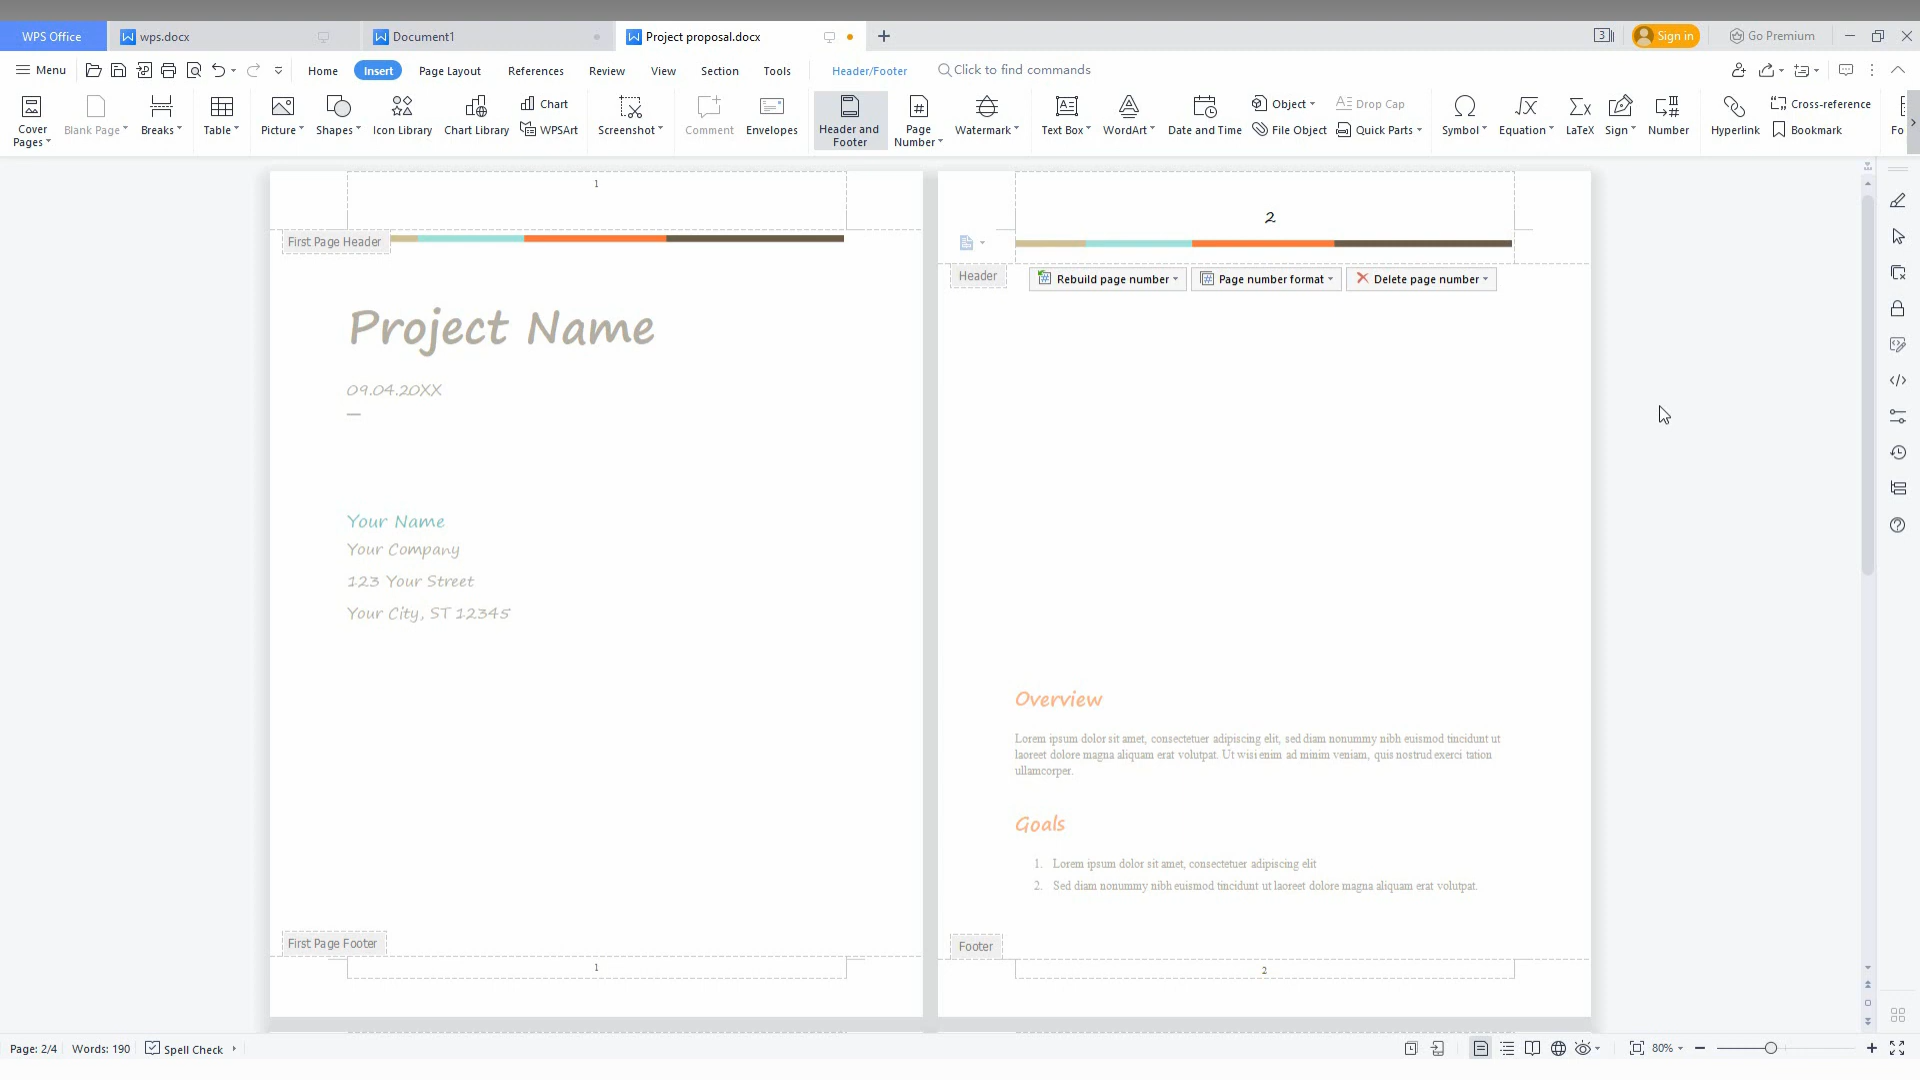 WPS Office
wps.docx
Document1
Project proposal.docx
3
Sign in
Go Premium
Menu
Home
Insert
Page Layout
References
Review
View
Section
Tools
Header/Footer
Click to find commands
Cover Pages
Blank Page
Breaks
Table
Picture
Shapes
Icon Library
Chart Library
Chart
WPSArt
Screenshot
Comment
Envelopes
Header and Footer
Page Number
Watermark
Text Box
WordArt
Date and Time
Object
File Object
Drop Cap
Quick Parts
Symbol
Equation
LaTeX
Sign
Number
Hyperlink
Cross-reference
Bookmark
Fo
1
First Page Header
Project Name
09.04.20XX
—
Your Name
Your Company
123 Your Street
Your City, ST 12345
First Page Footer
1
2
Header
Rebuild page number
Page number format
Delete page number
Overview
Lorem ipsum dolor sit amet, consectetuer adipiscing elit, sed diam nonummy nibh euismod tincidunt ut
laoreet dolore magna aliquam erat volutpat. Ut wisi enim ad minim veniam, quis nostrud exerci tation
ullamcorper.
Goals
1. Lorem ipsum dolor sit amet, consectetuer adipiscing elit
2. Sed diam nonummy nibh euismod tincidunt ut laoreet dolore magna aliquam erat volutpat.
Footer
2
Page: 2/4
Words: 190
Spell Check
80%